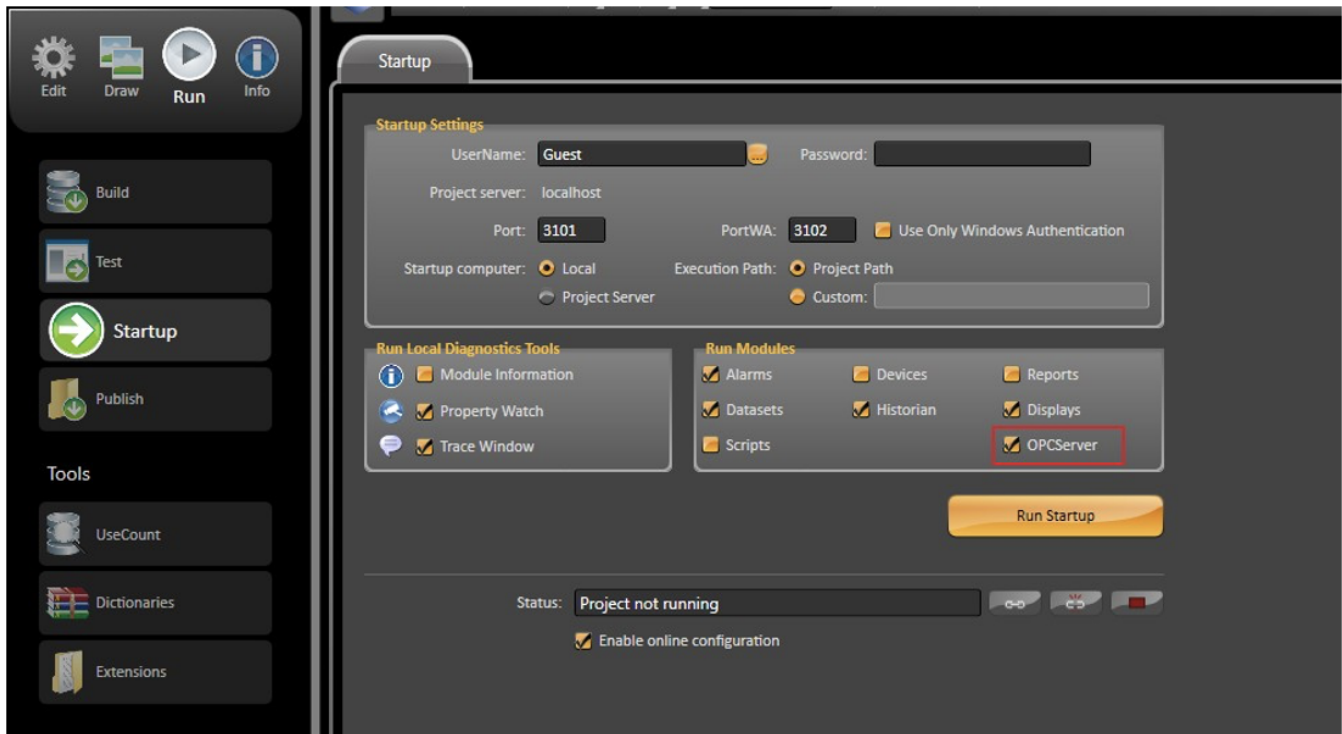 Edit Draw Run Info
Build
Test
Startup
Publish
Tools
UseCount
Dictionaries
Extensions
Startup
Startup Settings
UserName: Guest ... Password:
Project server: localhost
Port: 3101 PortWA: 3102 Use Only Windows Authentication
Startup computer: Local Execution Path: Project Path
Project Server Custom:
Run Local Diagnostics Tools
Module Information
Property Watch
Trace Window
Run Modules
Alarms Devices Reports
Datasets Historian Displays
Scripts OPCServer
Run Startup
Status: Project not running
Enable online configuration